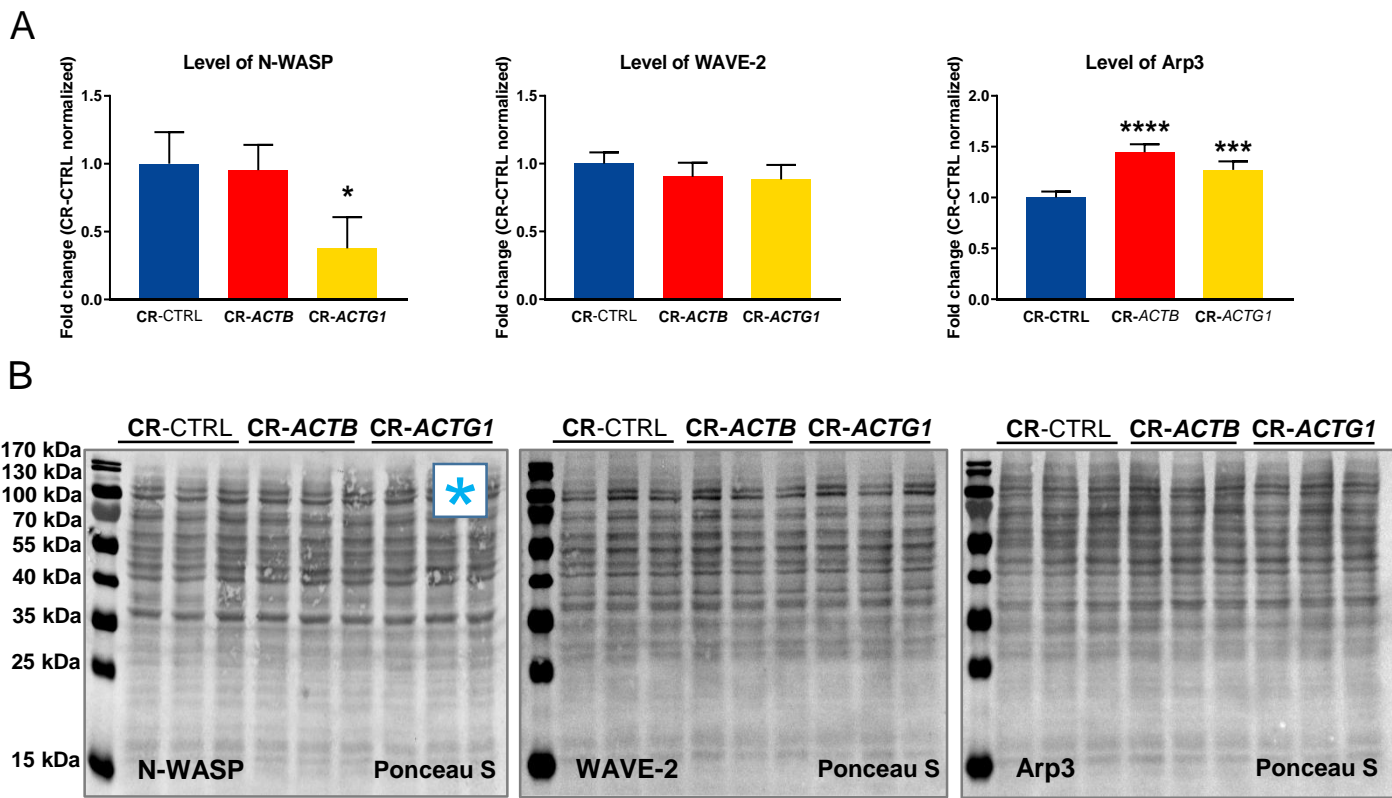 A
Level of N-WASP
Fold change (CR-CTRL normalized)
1.5
1.0
0.5
0.0
*
CR-CTRL CR-ACTB CR-ACTG1
Level of WAVE-2
Fold change (CR-CTRL normalized)
1.5
1.0
0.5
0.0
CR-CTRL CR-ACTB CR-ACTG1
Level of Arp3
Fold change (CR-CTRL normalized)
2.0
1.5
1.0
0.5
0.0
**** ***
CR-CTRL CR-ACTB CR-ACTG1
B
CR-CTRL CR-ACTB CR-ACTG1
CR-CTRL CR-ACTB CR-ACTG1
CR-CTRL CR-ACTB CR-ACTG1
170 kDa
130 kDa
100 kDa
70 kDa
55 kDa
40 kDa
35 kDa
25 kDa
15 kDa
*
N-WASP Ponceau S
WAVE-2 Ponceau S
Arp3 Ponceau S